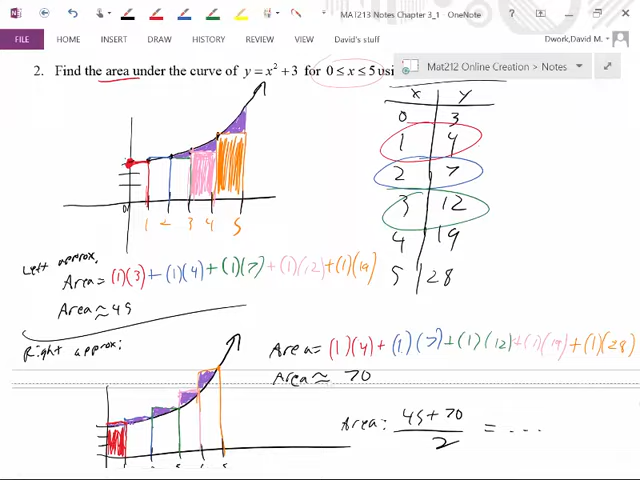 MAT213 Notes Chapter 3_1 - OneNote
FILE HOME INSERT DRAW HISTORY REVIEW VIEW David's stuff Dwork,David M.
Mat212 Online Creation > Notes
2. Find the area under the curve of y = x² + 3 for 0 ≤ x ≤ 5 usi
x y
0 3
1 4
2 7
3 12
4 19
5 28
0 1 2 3 4 5
Left approx.
Area = (1)(3) + (1)(4) + (1)(7) + (1)(12) + (1)(19)
Area ≈ 45
Right approx:
Area = (1)(4) + (1)(7) + (1)(12) + (1)(19) + (1)(28)
Area ≈ 70
Area: 45 + 70 / 2 = ...